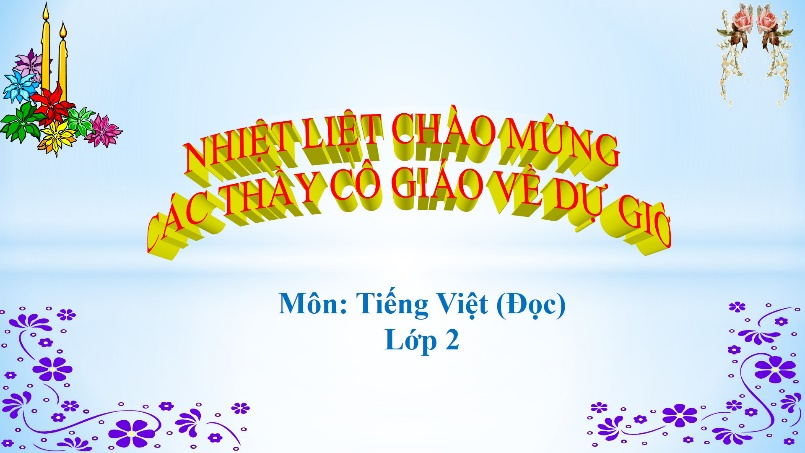 NHIỆT LIỆT CHÀO MỪNG
CÁC THẦY CÔ GIÁO VỀ DỰ GIỜ
Môn: Tiếng Việt (Đọc)
Lớp 2